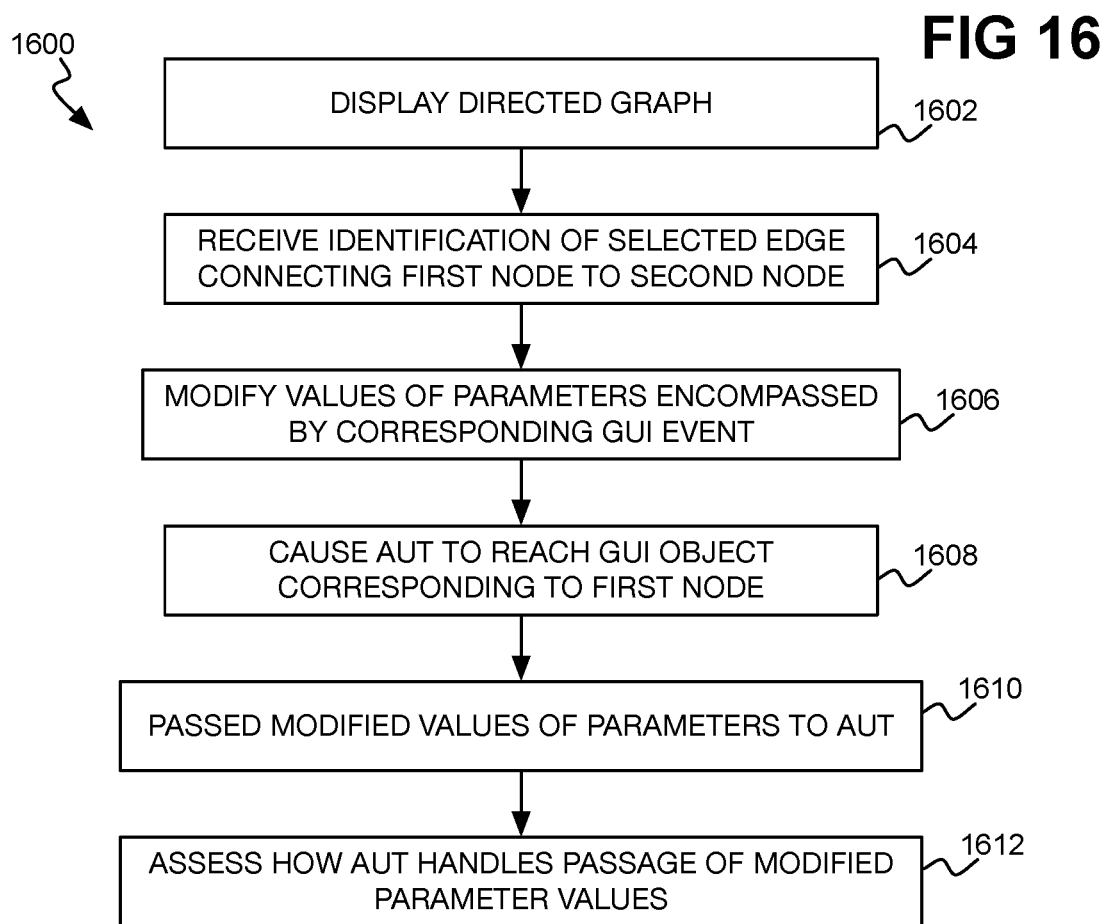 FIG 16
1600
DISPLAY DIRECTED GRAPH
1602
RECEIVE IDENTIFICATION OF SELECTED EDGE
CONNECTING FIRST NODE TO SECOND NODE
1604
MODIFY VALUES OF PARAMETERS ENCOMPASSED
BY CORRESPONDING GUI EVENT
1606
CAUSE AUT TO REACH GUI OBJECT
CORRESPONDING TO FIRST NODE
1608
PASSED MODIFIED VALUES OF PARAMETERS TO AUT
1610
ASSESS HOW AUT HANDLES PASSAGE OF MODIFIED
PARAMETER VALUES
1612